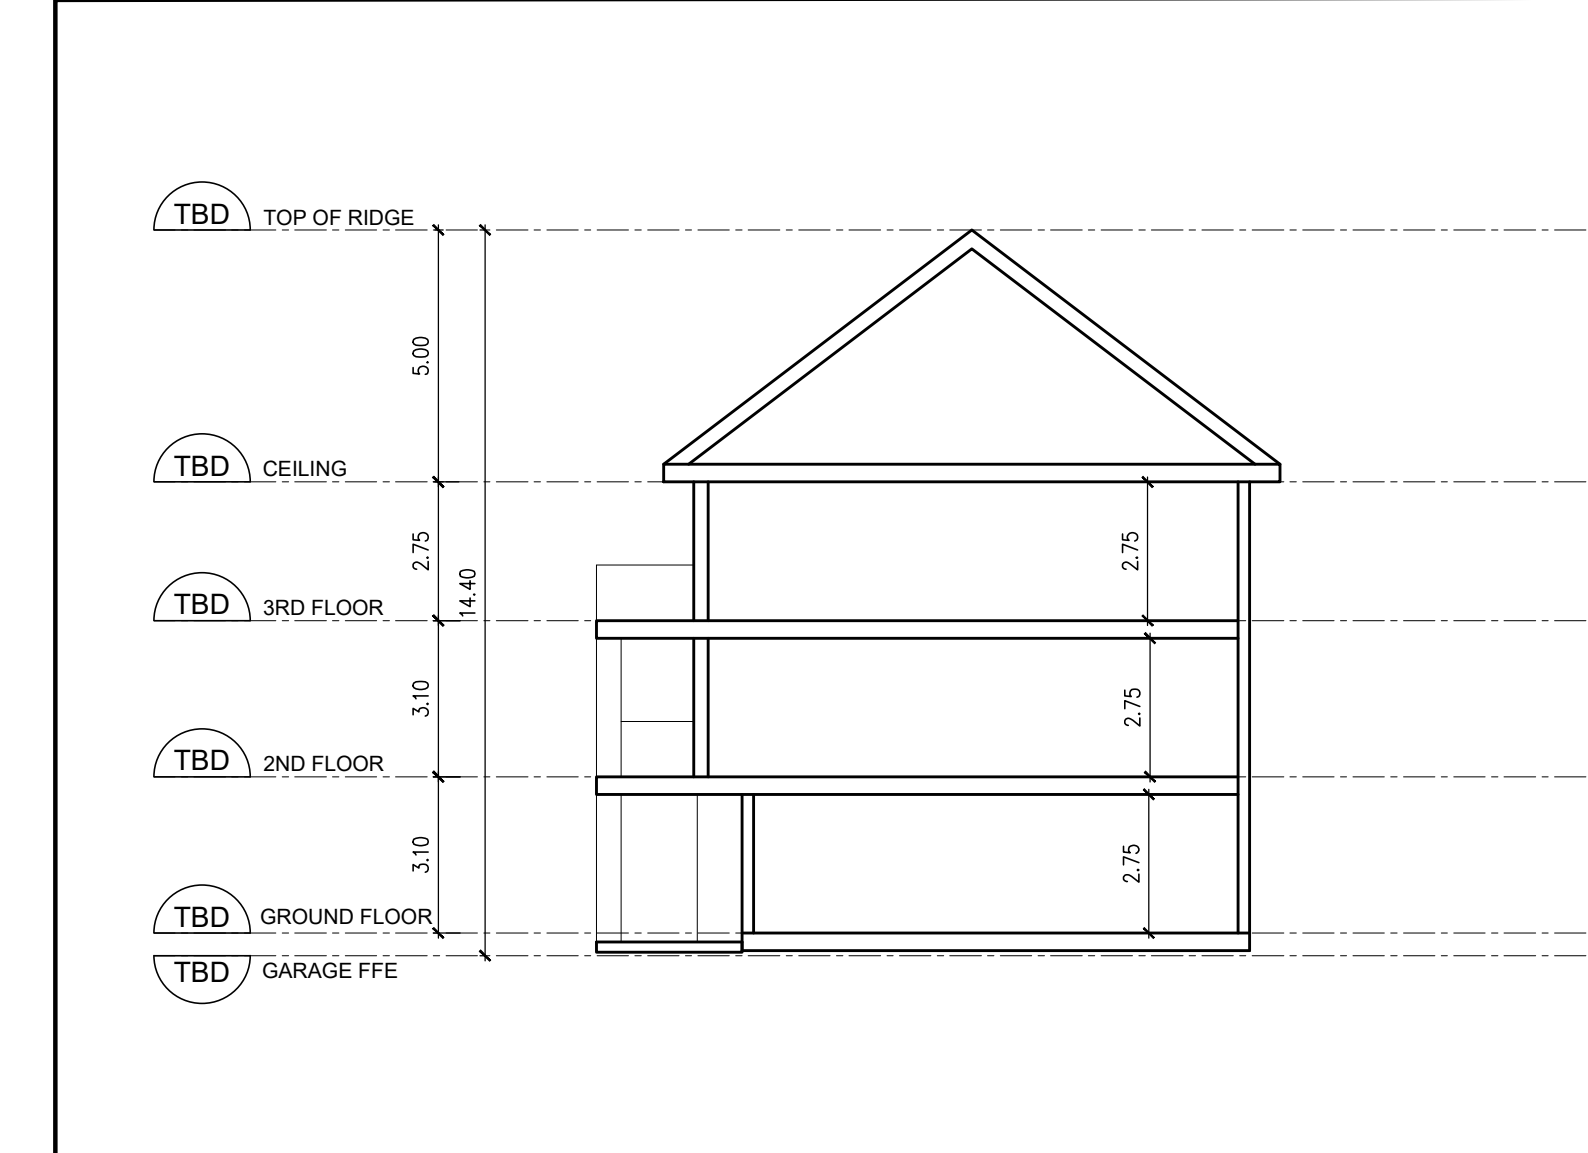 TBD TOP OF RIDGE
5.00
TBD CEILING
2.75
2.75
14.40
TBD 3RD FLOOR
3.10
2.75
TBD 2ND FLOOR
3.10
2.75
TBD GROUND FLOOR
TBD GARAGE FFE